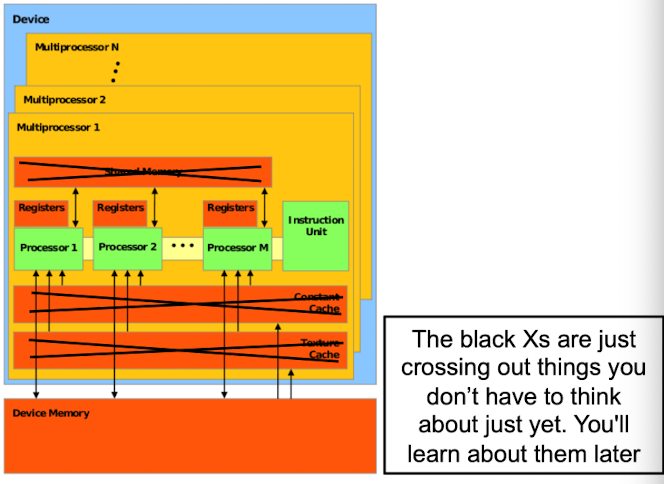 Device
Multiprocessor N
Multiprocessor 2
Multiprocessor 1
Shared Memory
Registers Registers Registers
Instruction
Unit
Processor 1 Processor 2 Processor M
Constant
Cache
Texture
Cache
Device Memory
The black Xs are just
crossing out things you
don’t have to think
about just yet. You'll
learn about them later